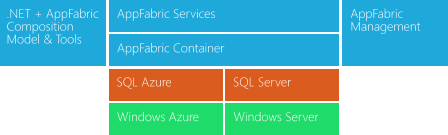 .NET + AppFabric
Composition
Model & Tools
AppFabric Services
AppFabric Container
AppFabric
Management
SQL Azure
SQL Server
Windows Azure
Windows Server